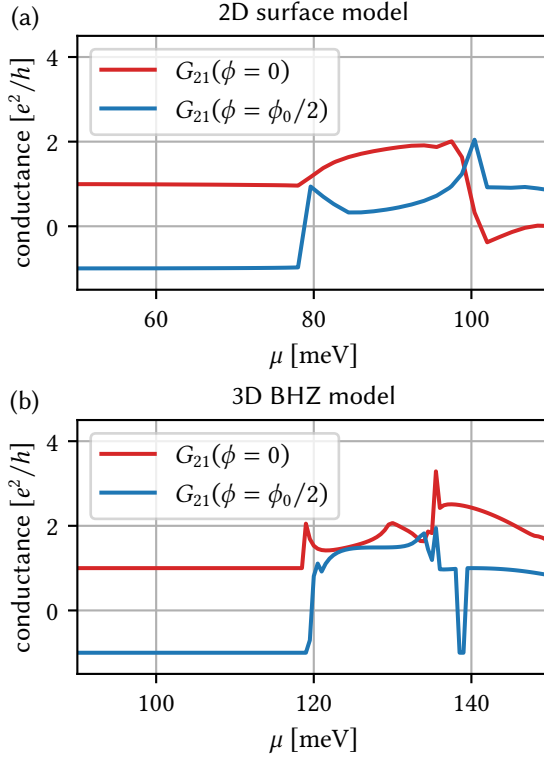 (a)
2D surface model
conductance [e²/h]
4
2
0
G₂₁(ϕ = 0)
G₂₁(ϕ = ϕ₀/2)
60
80
100
μ [meV]
(b)
3D BHZ model
conductance [e²/h]
4
2
0
G₂₁(ϕ = 0)
G₂₁(ϕ = ϕ₀/2)
100
120
140
μ [meV]